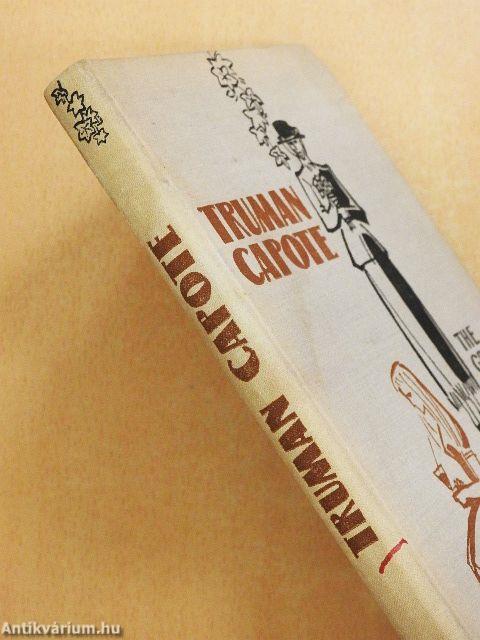 TRUMAN
CAPOTE
THE
TRUMAN CAPOTE
Antikvárium.hu